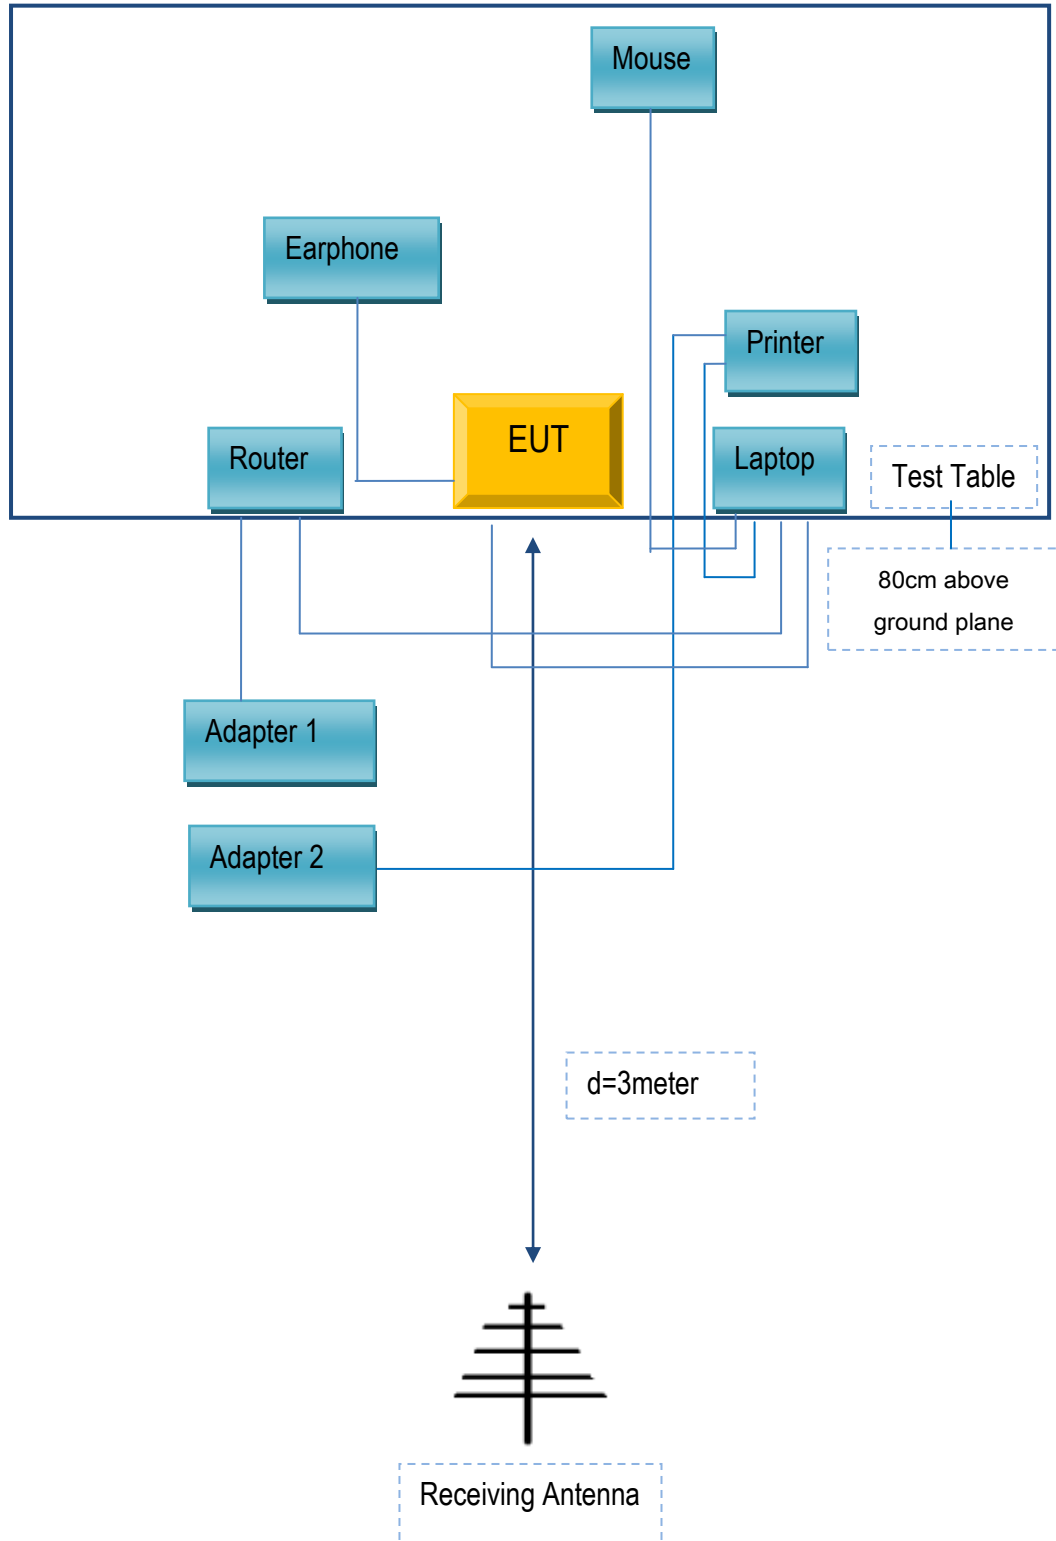 Mouse
Earphone
Printer
EUT
Router
Laptop
Test Table
80cm above
ground plane
Adapter 1
Adapter 2
d=3meter
Receiving Antenna